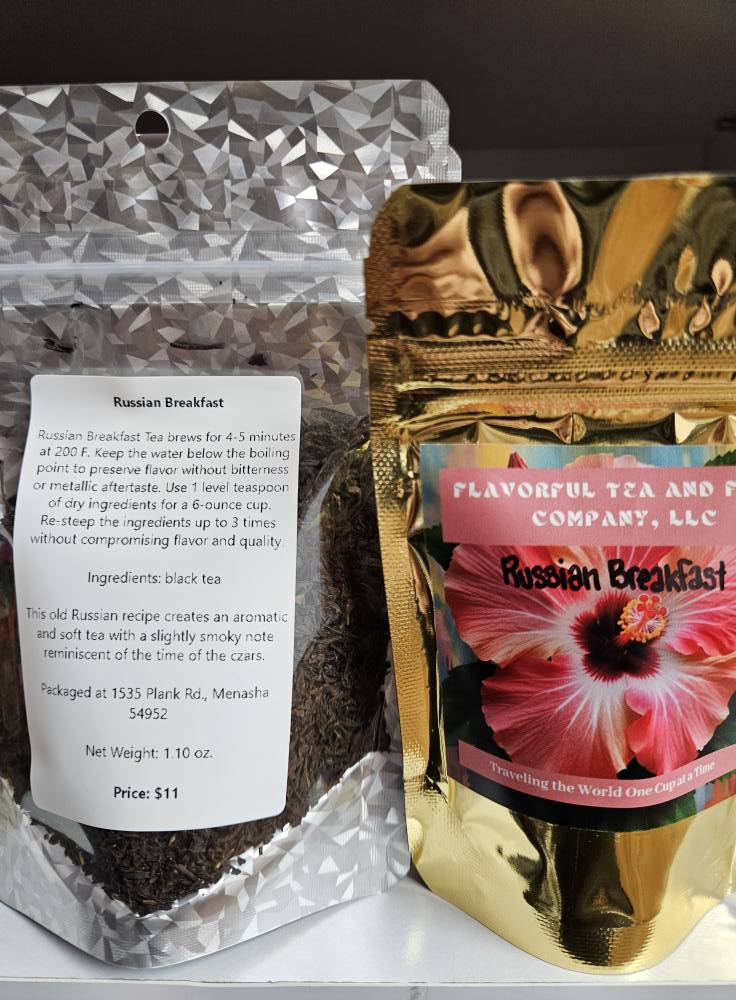 Russian Breakfast
Russian Breakfast Tea brews for 4-5 minutes
at 200 F. Keep the water below the boiling
point to preserve flavor without bitterness
or metallic aftertaste. Use 1 level teaspoon
of dry ingredients for a 6-ounce cup.
Re-steep the ingredients up to 3 times
without compromising flavor and quality.
Ingredients: black tea
This old Russian recipe creates an aromatic
and soft tea with a slightly smoky note
reminiscent of the time of the czars.
Packaged at 1535 Plank Rd., Menasha
54952
Net Weight: 1.10 oz.
Price: $11
FLAVORFUL TEA AND
COMPANY, LLC
Russian Breakfast
Traveling the World One Cup at a Time